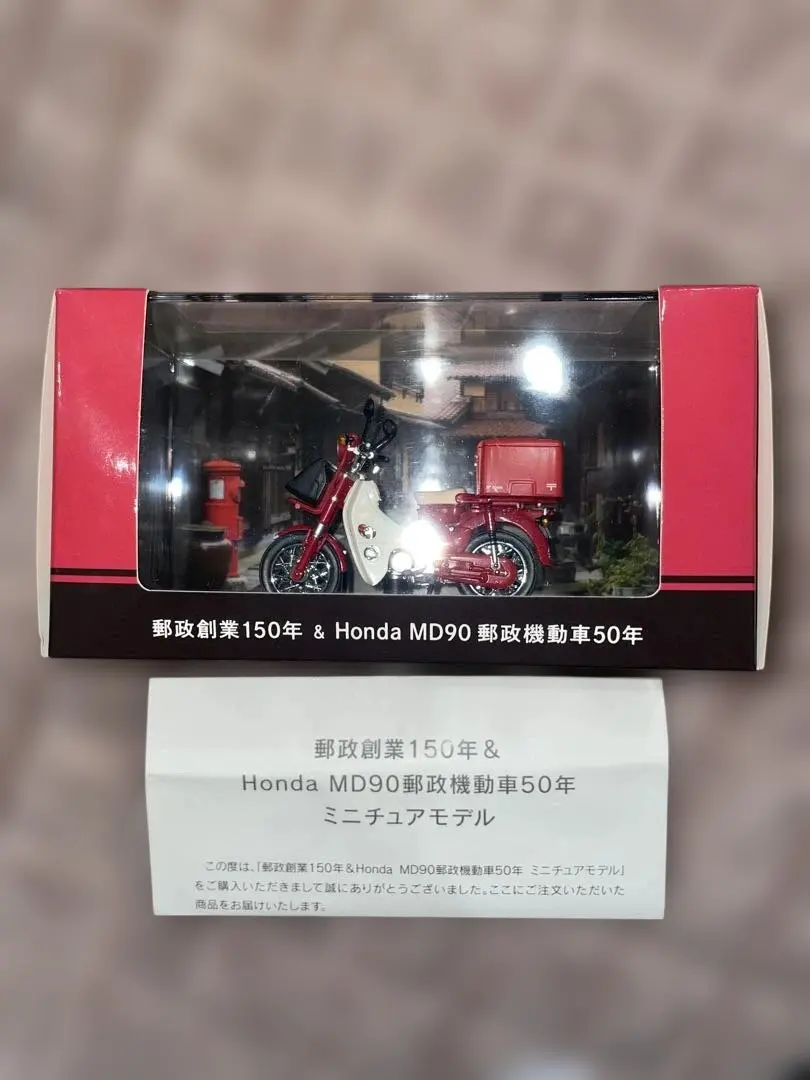 郵政創業150年 & Honda MD90 郵政機動車50年
郵政創業150年&
Honda MD90郵政機動車50年
ミニチュアモデル
この度は、「郵政創業150年&Honda MD90郵政機動車50年 ミニチュアモデル」
をご購入いただきまして誠にありがとうございました。ここにご注文いただいた
商品をお届けいたします。